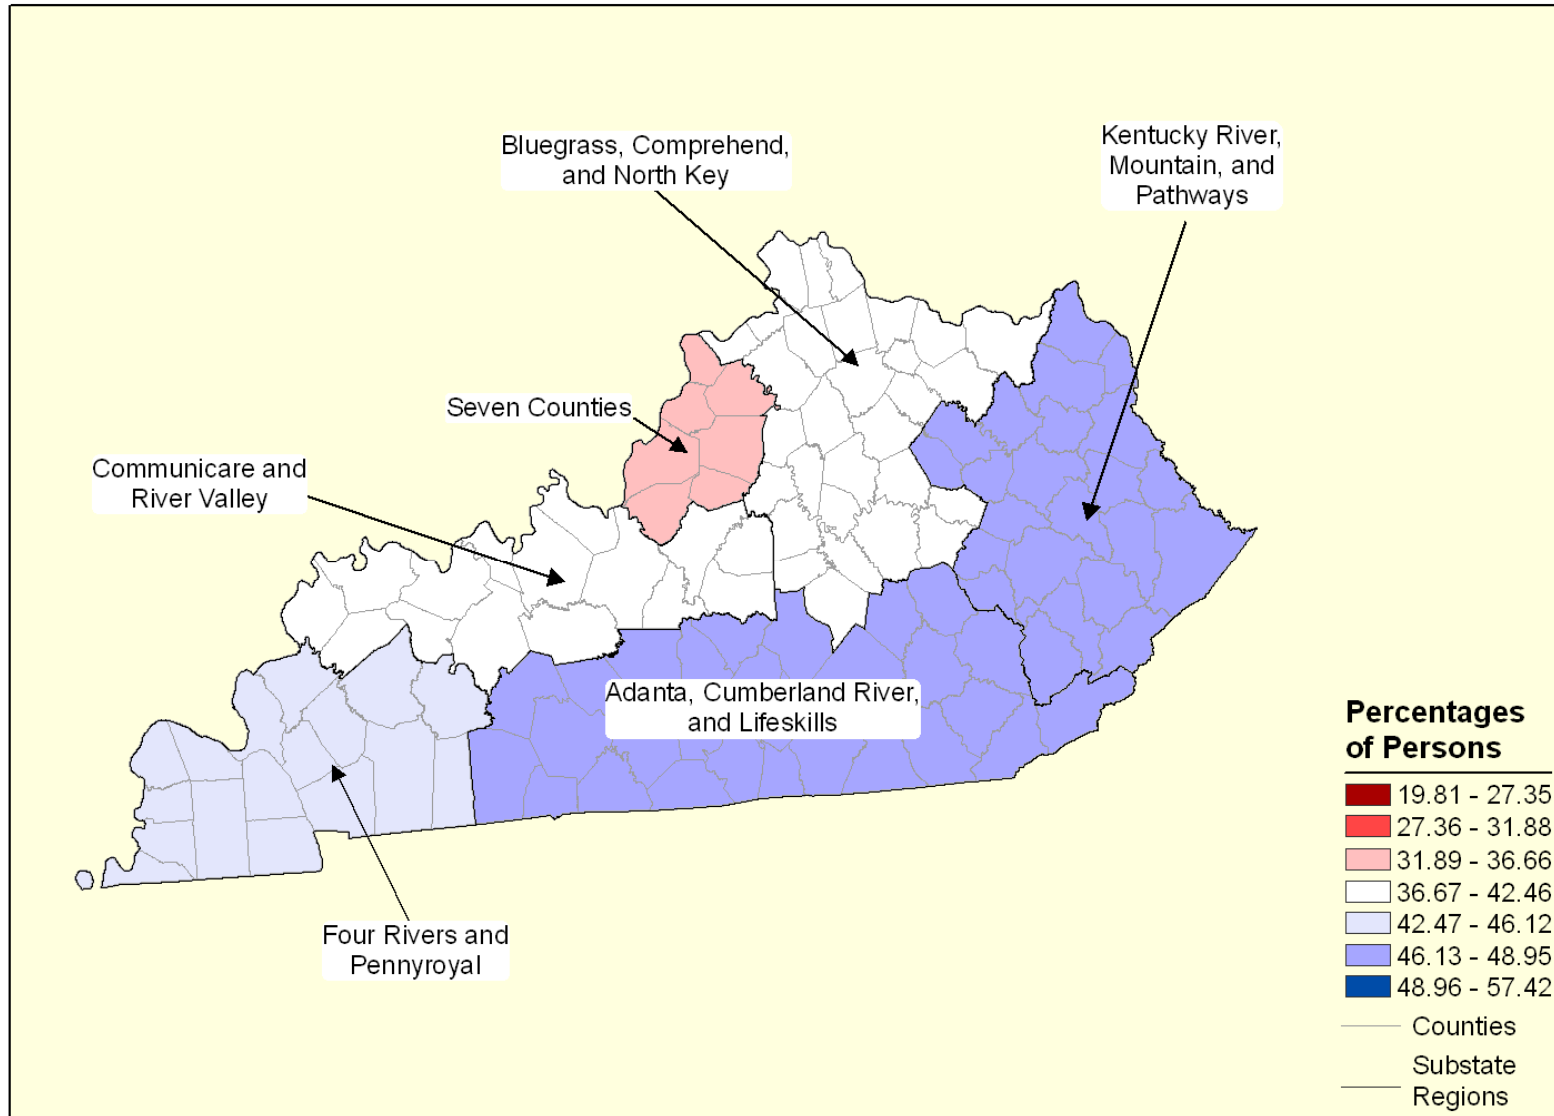 Bluegrass, Comprehend,
and North Key
Kentucky River,
Mountain, and
Pathways
Seven Counties
Communicare and
River Valley
Adanta, Cumberland River,
and Lifeskills
Four Rivers and
Pennyroyal
Percentages
of Persons
19.81 - 27.35
27.36 - 31.88
31.89 - 36.66
36.67 - 42.46
42.47 - 46.12
46.13 - 48.95
48.96 - 57.42
Counties
Substate
Regions